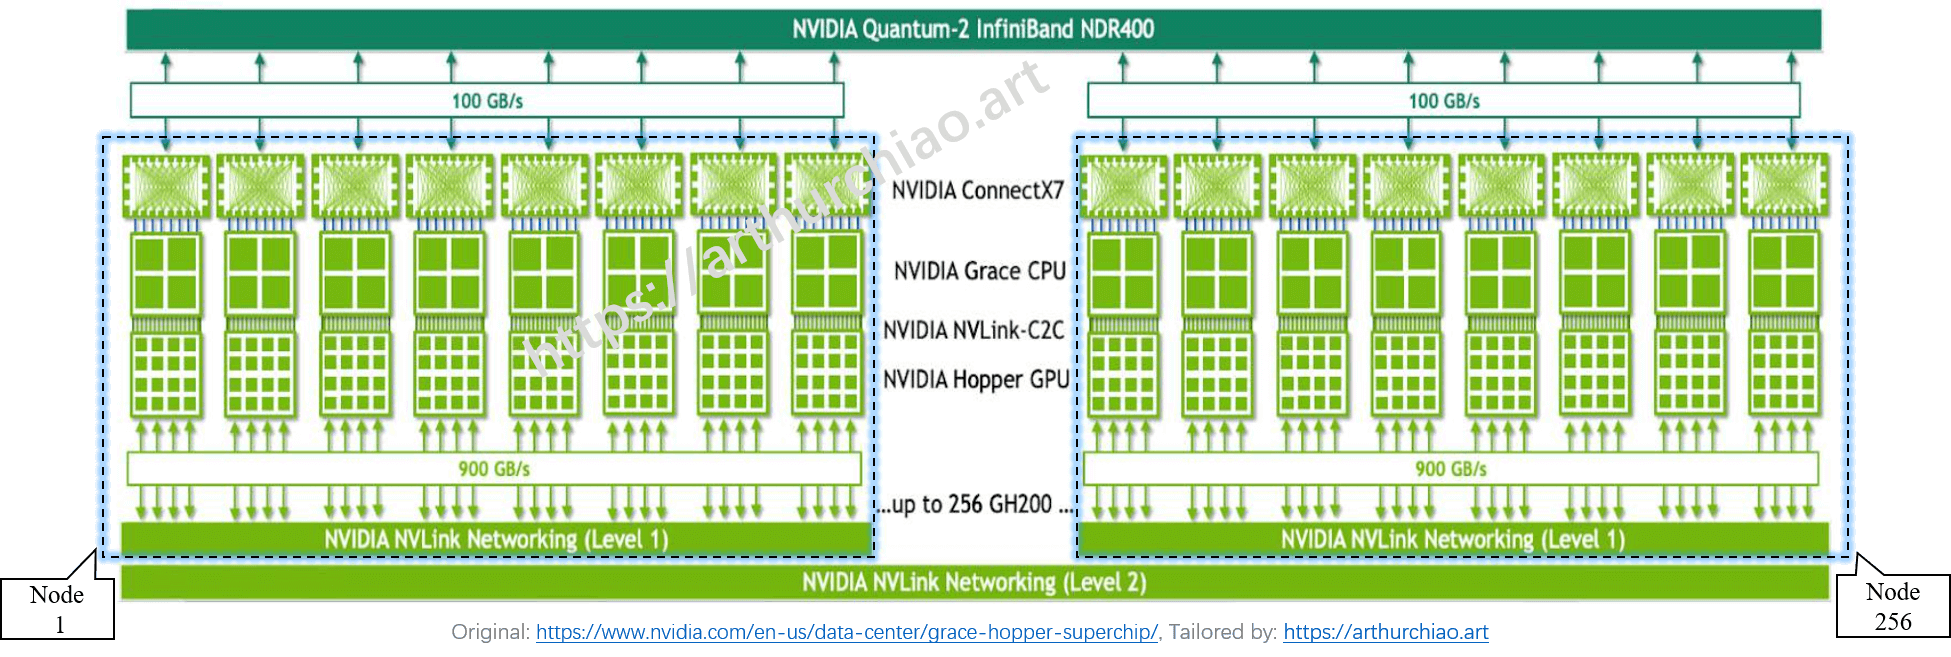 NVIDIA Quantum-2 InfiniBand NDR400
100 GB/s
100 GB/s
NVIDIA ConnectX7
NVIDIA Grace CPU
NVIDIA NVLink-C2C
NVIDIA Hopper GPU
900 GB/s
900 GB/s
...up to 256 GH200 ...
NVIDIA NVLink Networking (Level 1)
NVIDIA NVLink Networking (Level 1)
NVIDIA NVLink Networking (Level 2)
Node
1
Node
256
https://arthurchiao.art
Original: https://www.nvidia.com/en-us/data-center/grace-hopper-superchip/, Tailored by: https://arthurchiao.art